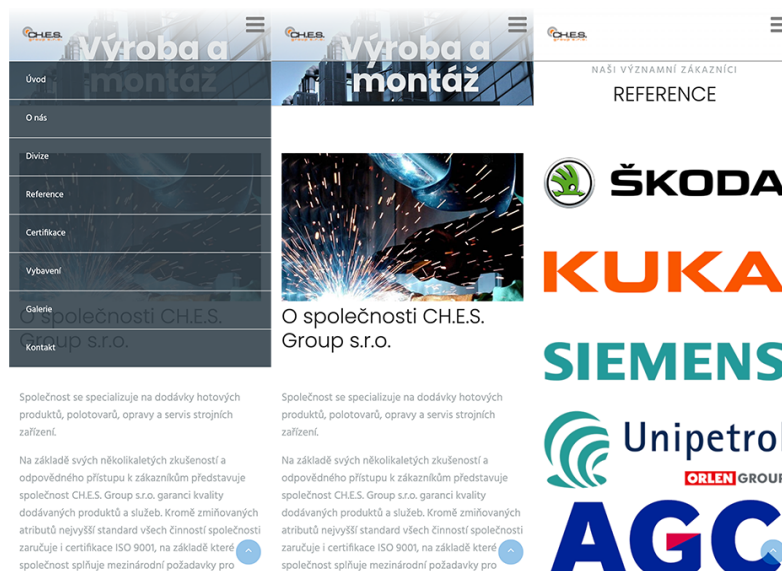 CH.E.S.
group s.r.o.
Výroba a
montáž
Úvod
O nás
Divize
Reference
Certifikace
Vybavení
Galerie
Kontakt
O společnosti CH.E.S.
Group s.r.o.
Společnost se specializuje na dodávky hotových
produktů, polotovarů, opravy a servis strojních
zařízení.
Na základě svých několikaletých zkušeností a
odpovědného přístupu k zákazníkům představuje
společnost CH.E.S. Group s.r.o. garanci kvality
dodávaných produktů a služeb. Kromě zmiňovaných
atributů nejvyšší standard všech činností společnosti
zaručuje i certifikace ISO 9001, na základě které
společnost splňuje mezinárodní požadavky pro
CH.E.S.
group s.r.o.
Výroba a
montáž
O společnosti CH.E.S.
Group s.r.o.
Společnost se specializuje na dodávky hotových
produktů, polotovarů, opravy a servis strojních
zařízení.
Na základě svých několikaletých zkušeností a
odpovědného přístupu k zákazníkům představuje
společnost CH.E.S. Group s.r.o. garanci kvality
dodávaných produktů a služeb. Kromě zmiňovaných
atributů nejvyšší standard všech činností společnosti
zaručuje i certifikace ISO 9001, na základě které
společnost splňuje mezinárodní požadavky pro
CH.E.S.
group s.r.o.
NAŠI VÝZNAMNÍ ZÁKAZNÍCI
REFERENCE
ŠKODA
KUKA
SIEMENS
Unipetrol
ORLEN GROUP
AGC